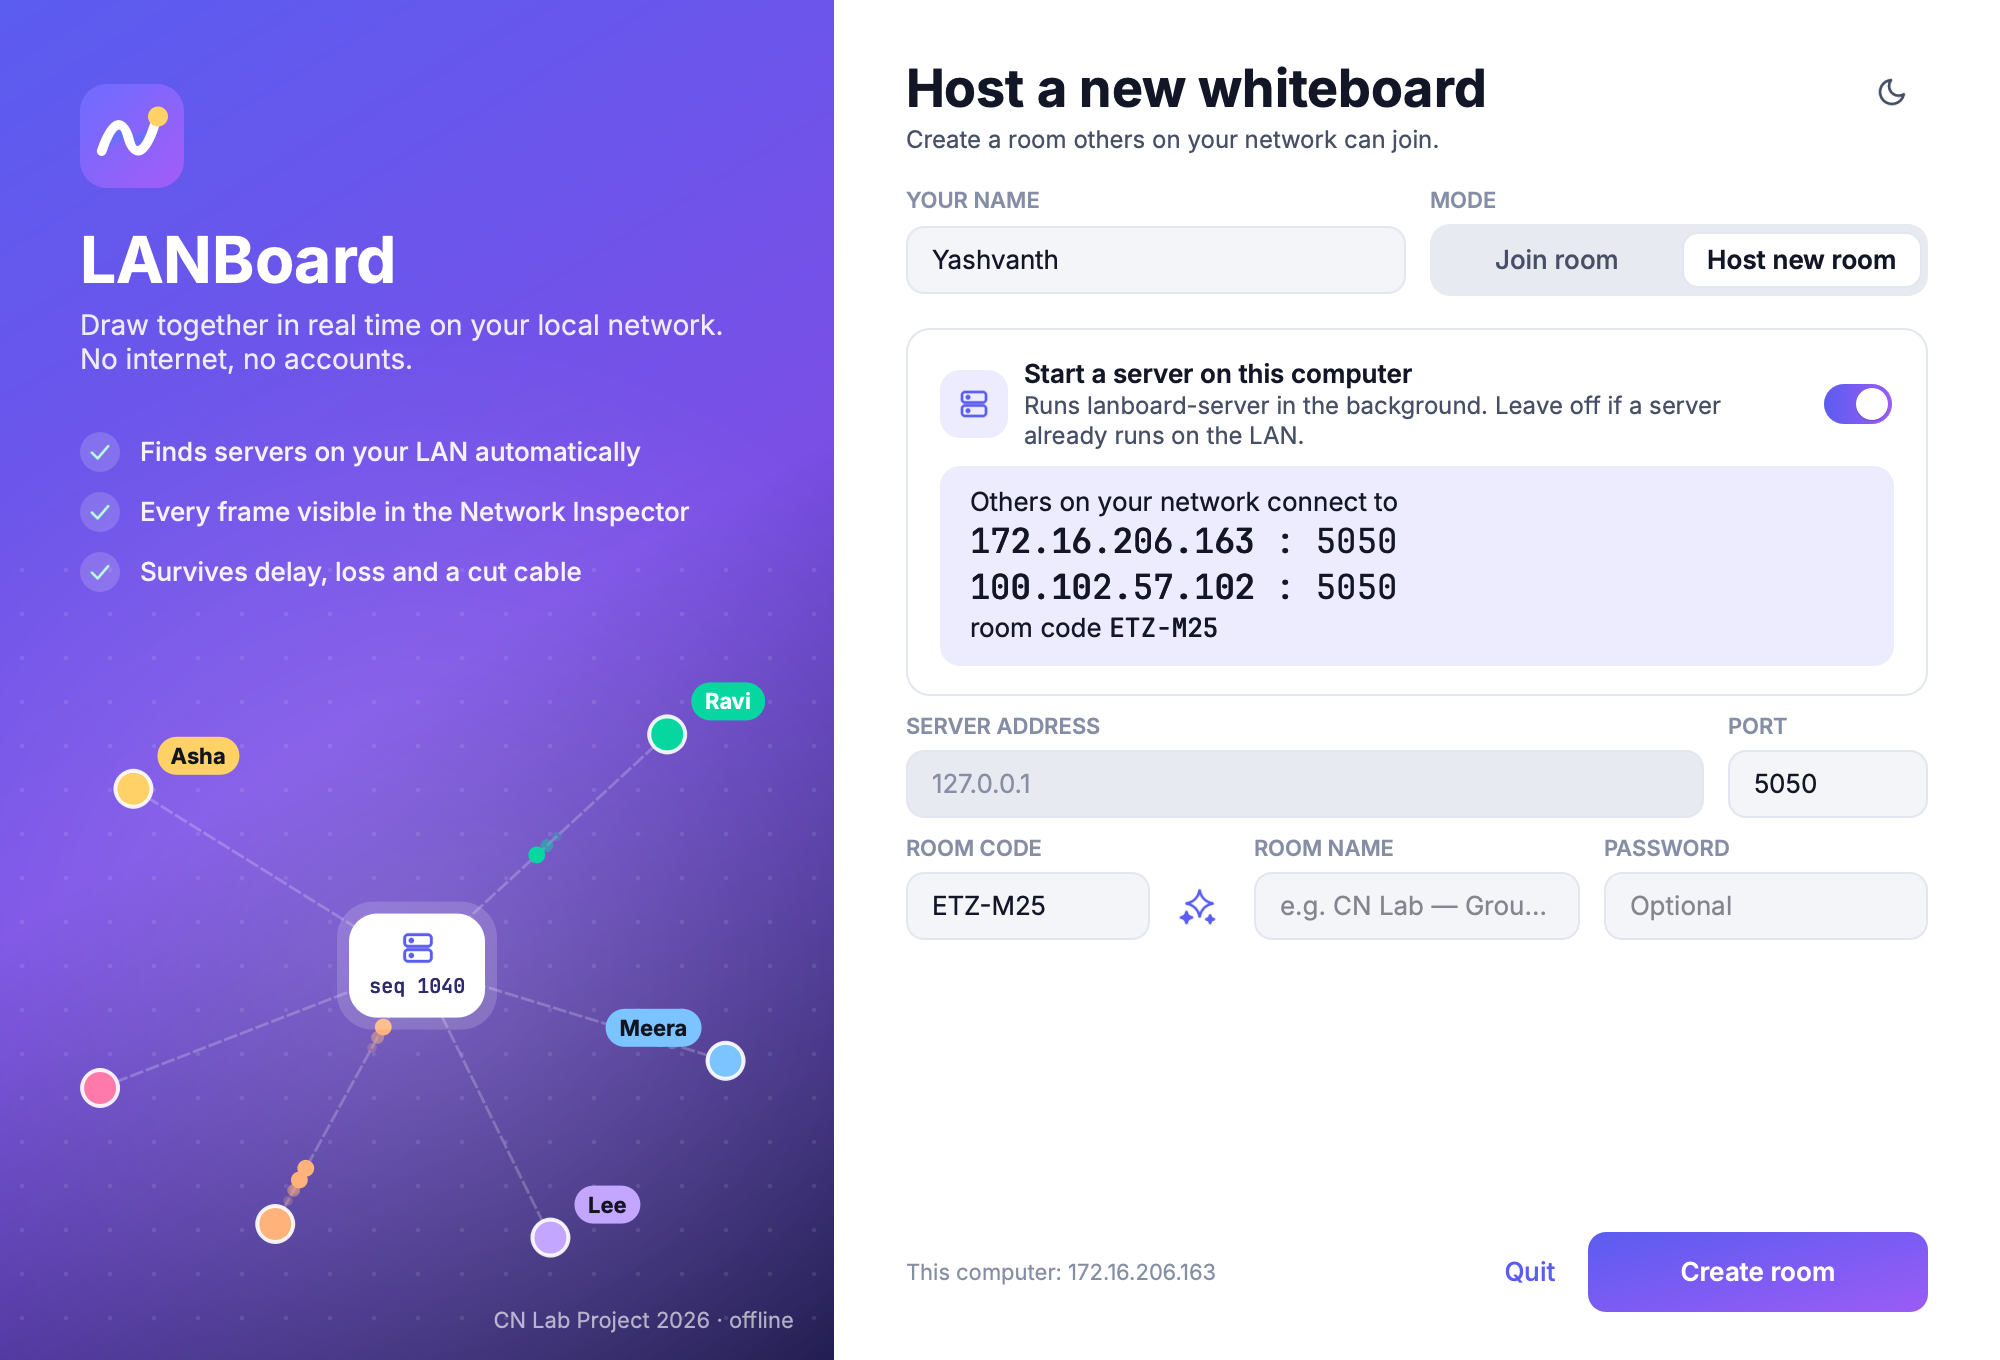 LANBoard
Draw together in real time on your local network.
No internet, no accounts.
Finds servers on your LAN automatically
Every frame visible in the Network Inspector
Survives delay, loss and a cut cable
Ravi
Asha
seq 1040
Meera
Lee
CN Lab Project 2026 · offline
Host a new whiteboard
Create a room others on your network can join.
YOUR NAME
Yashvanth
MODE
Join room
Host new room
Start a server on this computer
Runs lanboard-server in the background. Leave off if a server
already runs on the LAN.
Others on your network connect to
172.16.206.163 : 5050
100.102.57.102 : 5050
room code ETZ-M25
SERVER ADDRESS
127.0.0.1
PORT
5050
ROOM CODE
ETZ-M25
ROOM NAME
e.g. CN Lab — Grou...
PASSWORD
Optional
This computer: 172.16.206.163
Quit
Create room